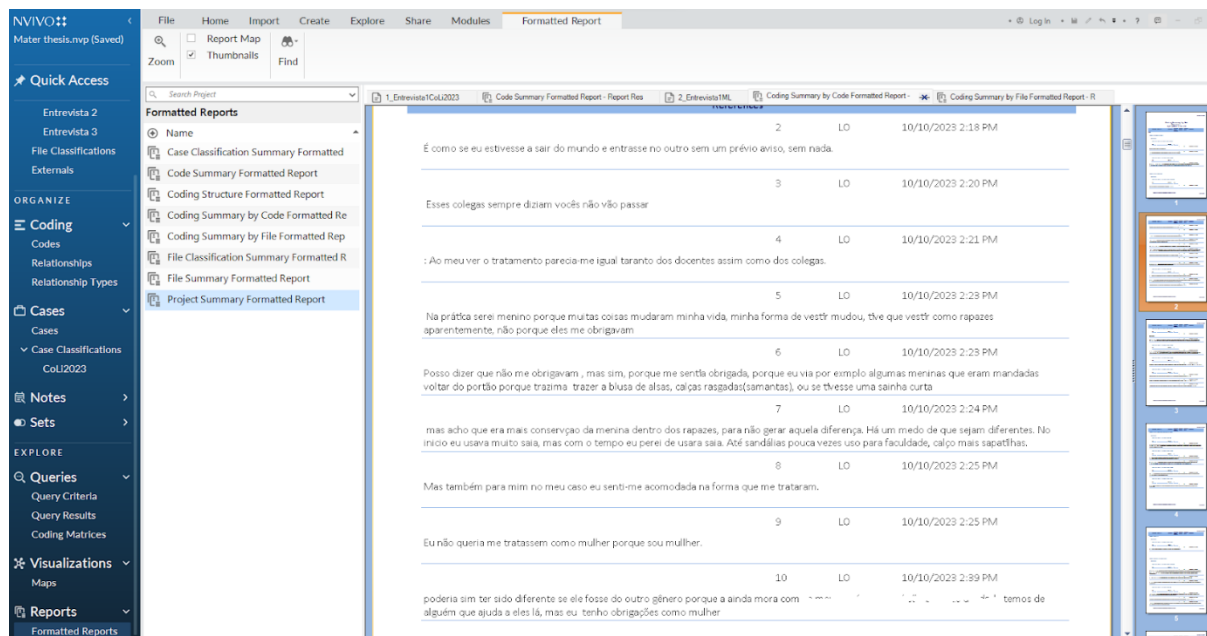 NVIVO
Mater thesis.nvp (Saved)
File Home Import Create Explore Share Modules Formatted Report
Log in
?
Zoom
Report Map
Thumbnails
Find
Quick Access
Entrevista 2
Entrevista 3
File Classifications
Externals
ORGANIZE
Coding
Codes
Relationships
Relationship Types
Cases
Cases
Case Classifications
CoLi2023
Notes
Sets
EXPLORE
Queries
Query Criteria
Query Results
Coding Matrices
Visualizations
Maps
Reports
Formatted Reports
Search Project
Formatted Reports
Name
Case Classification Summary Formatted
Code Summary Formatted Report
Coding Structure Formatted Report
Coding Summary by Code Formatted Re
Coding Summary by File Formatted Rep
File Classification Summary Formatted R
File Summary Formatted Report
Project Summary Formatted Report
1_Entrevista1CoLi2023 Code Summary Formatted Report - Report Res 2_Entrevista1ML Coding Summary by Code Formatted Report - Coding Summary by File Formatted Report - R
References
2 LO 10/10/2023 2:18 PM
É como se eu estivesse a sair do mundo e entrasse no outro sem um prévio aviso, sem nada.
3 LO 10/10/2023 2:20 PM
Esses colegas sempre diziam vocês não vão passar
4 LO 10/10/2023 2:21 PM
: Ao meu ver o tratamento parecia-me igual taranto dos docentes assim como dos colegas.
5 LO 10/10/2023 2:23 PM
Na prática serei menino porque muitas coisas mudaram minha vida, minha forma de vestir mudou, tive que vestir como rapazes
aparentemente, não porque eles me obrigavam
6 LO 10/10/2023 2:23 PM
Posso dizer que não me obrigavam , mas sim, porque me sentia obrigada, porque eu via por exmplo algumas meninas que eram mandadas
voltar do portão porque trazima trazer a blusa de alsas, calças rasgadas(samantas), ou se tivesse uma sainha curta
7 LO 10/10/2023 2:24 PM
mas acho que era mais conservçao da menina dentro dos rapazes, para não gerar aquela diferença. Há um medo de que sejam diferentes. No
inicio eu usava muito saia, mas com o tempo eu perei de usara saia. Até sandálias pouca vezes uso para faculdade, calço mais sapatilhas.
8 LO 10/10/2023 2:25 PM
Mas também para mim no meu caso eu senti-me acomodada na forma que me trataram.
9 LO 10/10/2023 2:25 PM
Eu não queria me tratassem como mulher porque sou mullher.
10 LO 10/10/2023 2:39 PM
poderia sim ter sido diferente se ele fosse do outro gênero porque a ainda mora com temos de
alguém que ajuda a eles lá, mas eu tenho obrigações como mulher
1
2
3
4
5